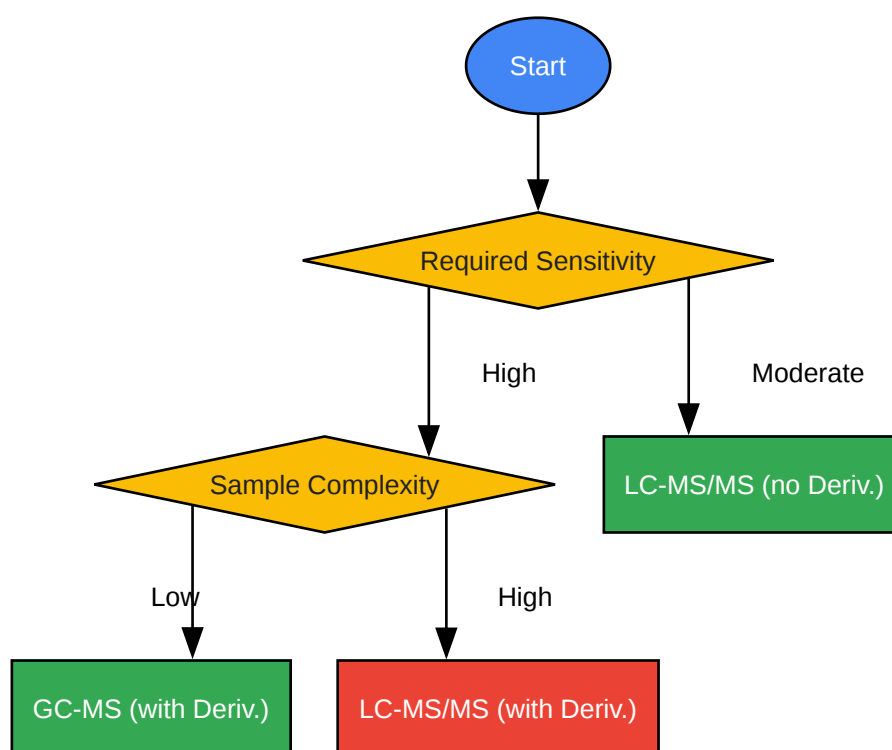 Start
Required Sensitivity
High
Moderate
Sample Complexity
LC-MS/MS (no Deriv.)
Low
High
GC-MS (with Deriv.)
LC-MS/MS (with Deriv.)